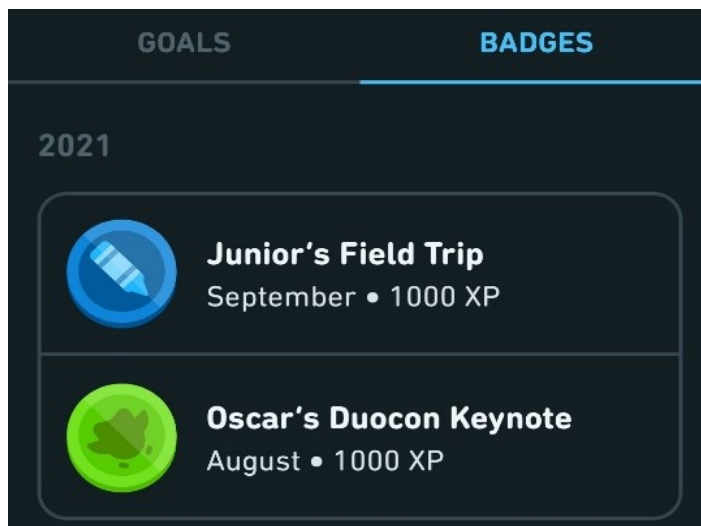 GOALS BADGES
2021
Junior's Field Trip
September • 1000 XP
Oscar's Duocon Keynote
August • 1000 XP